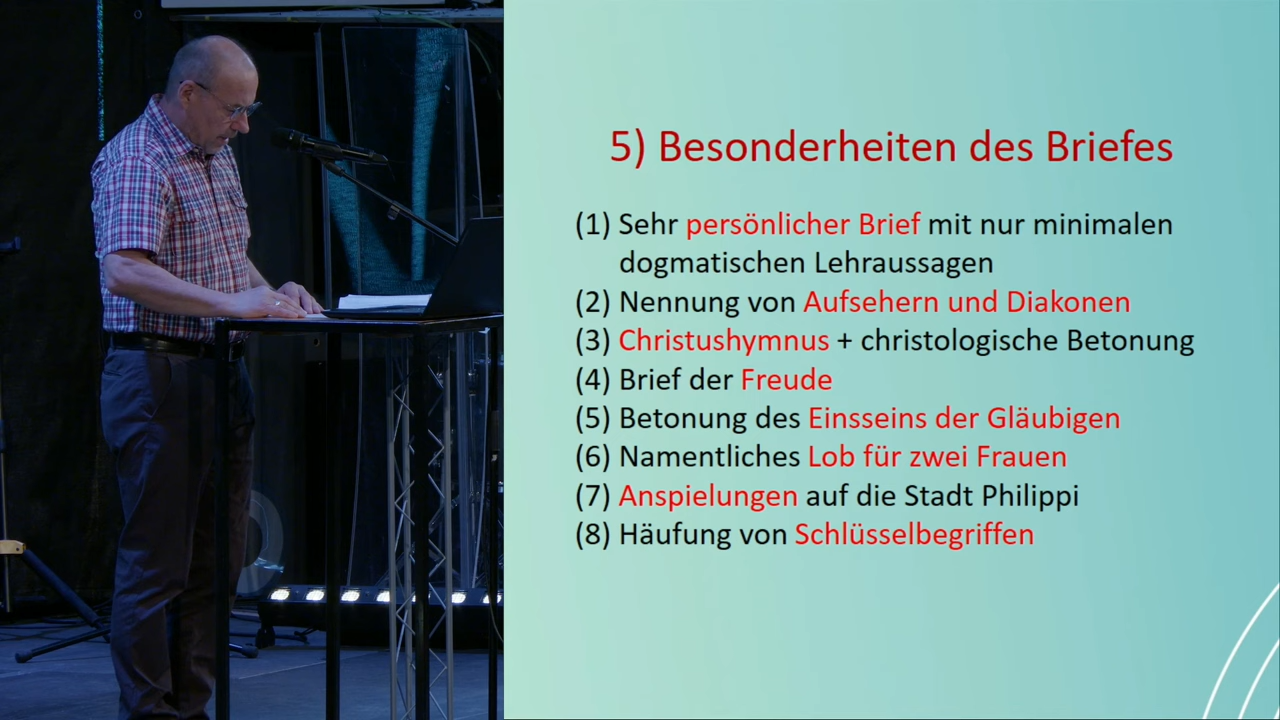 5) Besonderheiten des Briefes
(1) Sehr persönlicher Brief mit nur minimalen
dogmatischen Lehraussagen
(2) Nennung von Aufsehern und Diakonen
(3) Christushymnus + christologische Betonung
(4) Brief der Freude
(5) Betonung des Einsseins der Gläubigen
(6) Namentliches Lob für zwei Frauen
(7) Anspielungen auf die Stadt Philippi
(8) Häufung von Schlüsselbegriffen